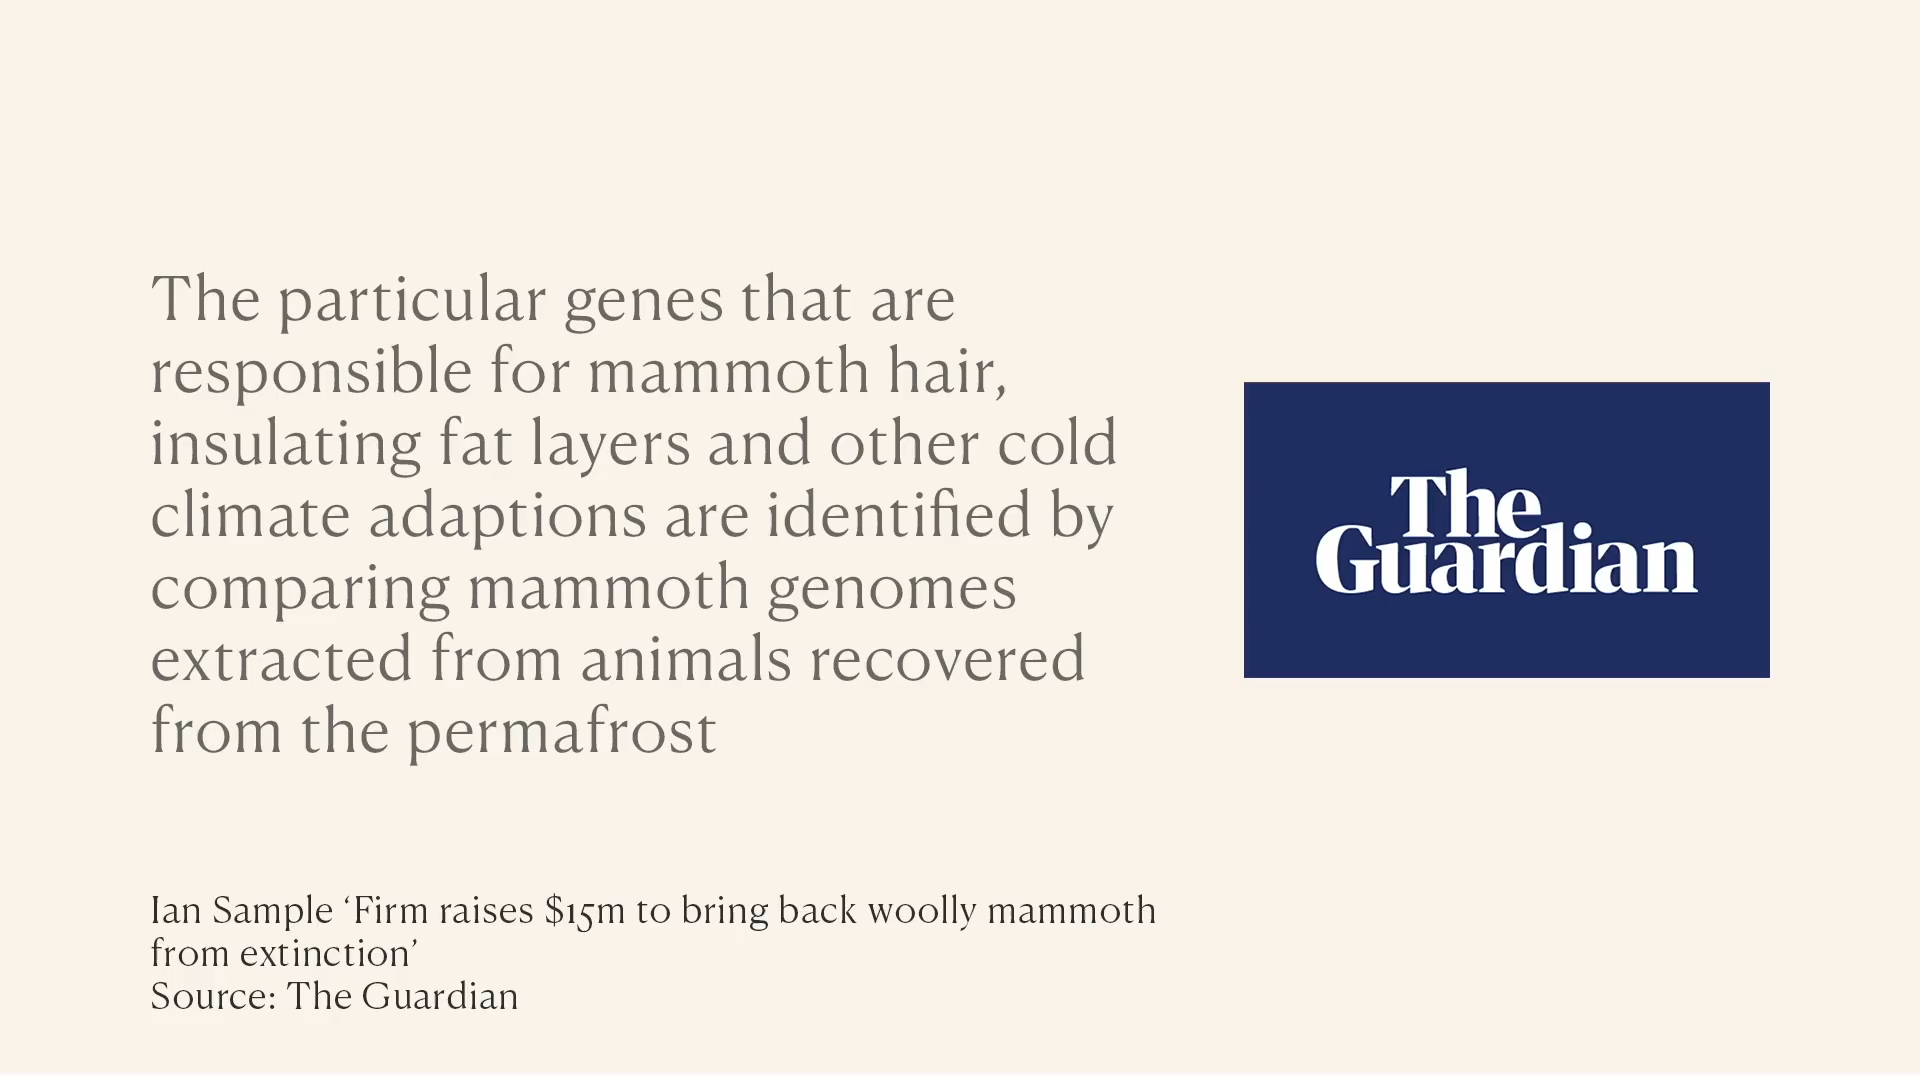 The particular genes that are
responsible for mammoth hair,
insulating fat layers and other cold
climate adaptions are identified by
comparing mammoth genomes
extracted from animals recovered
from the permafrost
The
Guardian
Ian Sample ‘Firm raises $15m to bring back woolly mammoth
from extinction’
Source: The Guardian